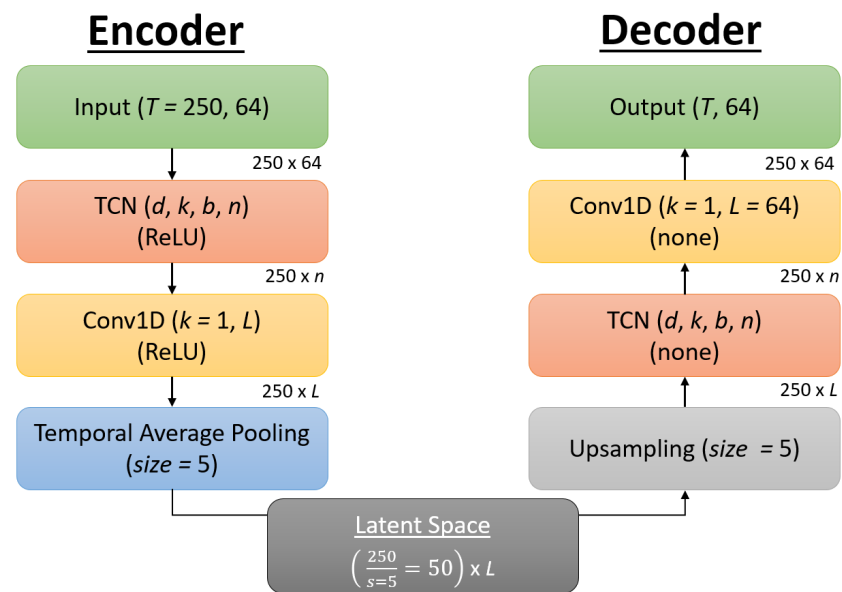 Encoder
Input (T = 250, 64)
250 x 64
TCN (d, k, b, n)
(ReLU)
250 x n
Conv1D (k = 1, L)
(ReLU)
250 x L
Temporal Average Pooling
(size = 5)
Latent Space
(250/s=5 = 50) x L
Decoder
Output (T, 64)
250 x 64
Conv1D (k = 1, L = 64)
(none)
250 x n
TCN (d, k, b, n)
(none)
250 x L
Upsampling (size = 5)